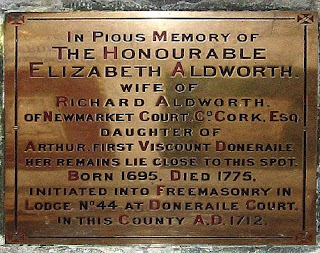 In Pious Memory of
The Honourable
Elizabeth Aldworth.
wife of
Richard Aldworth.
of Newmarket Court, Co Cork, Esq.
daughter of
Arthur, first Viscount Doneraile
her remains lie close to this spot.
Born 1695, Died 1775,
initiated into Freemasonry in
Lodge No 44 at Doneraile Court.
in this County A.D. 1712.